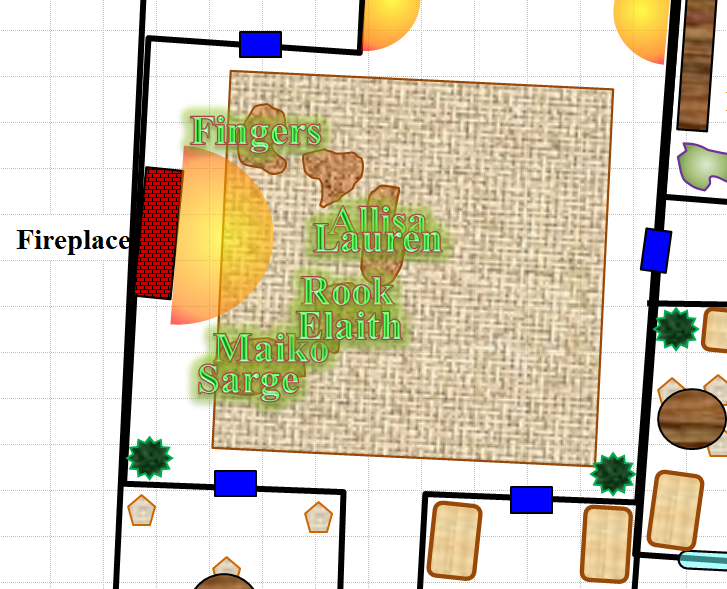 Fingers
Allisa
Lauren
Fireplace
Rook
Elaith
Maiko
Sarge